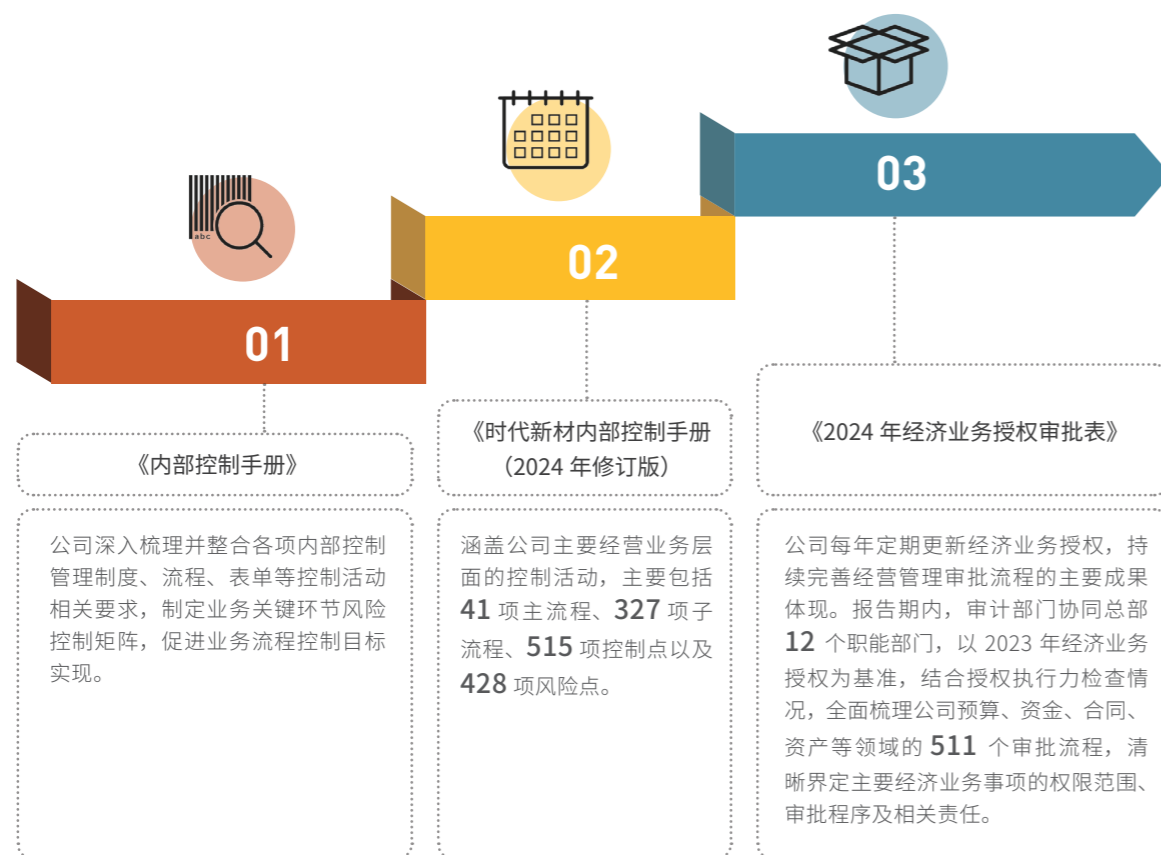 abc
01
02
03
《内部控制手册》
公司深入梳理并整合各项内部控制
管理制度、流程、表单等控制活动
相关要求，制定业务关键环节风险
控制矩阵，促进业务流程控制目标
实现。
《时代新材内部控制手册
（2024 年修订版）
涵盖公司主要经营业务层
面的控制活动，主要包括
41 项主流程、327 项子
流程、515 项控制点以及
428 项风险点。
《2024 年经济业务授权审批表》
公司每年定期更新经济业务授权，持
续完善经营管理审批流程的主要成果
体现。报告期内，审计部门协同总部
12 个职能部门，以 2023 年经济业务
授权为基准，结合授权执行力检查情
况，全面梳理公司预算、资金、合同、
资产等领域的 511 个审批流程，清
晰界定主要经济业务事项的权限范围、
审批程序及相关责任。